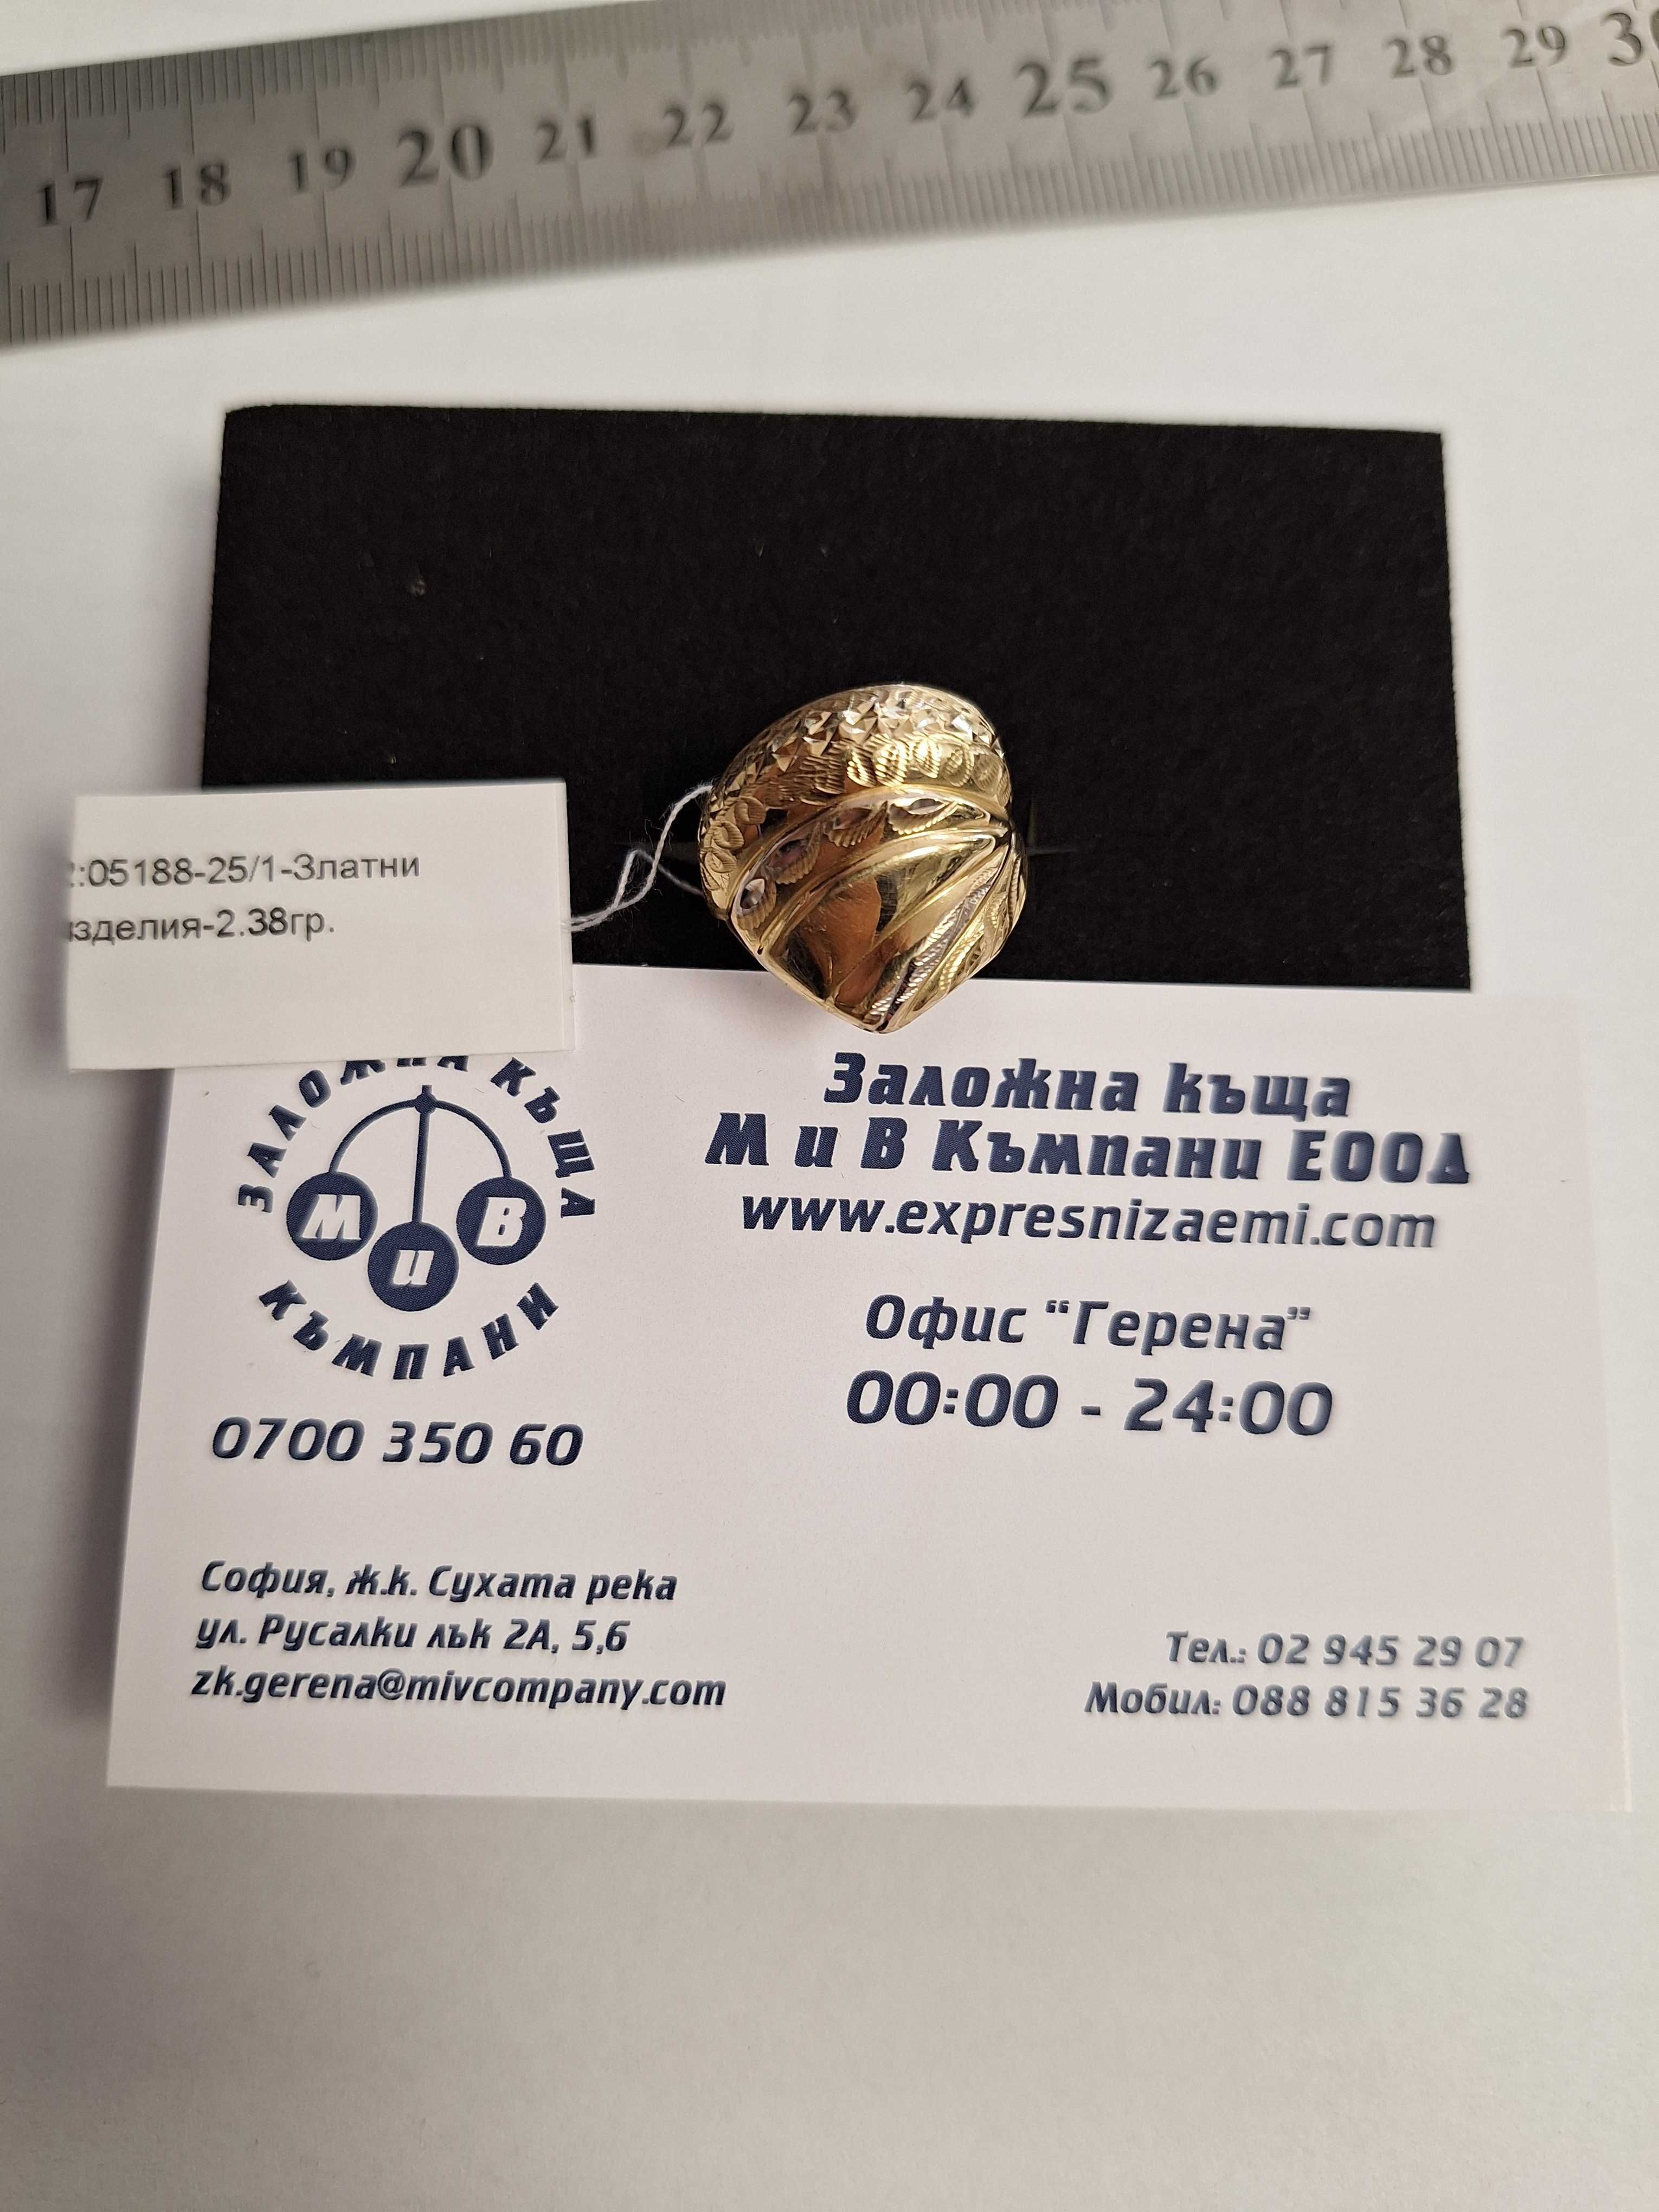 17 18 19 20 21 22 23 24 25 26 27 28 29
:05188-25/1-Златни
изделия-2.38гр.
ЗАЛОЖНА КЪЩА
М и В
КЪМПАНИ
0700 350 60
Заложна къща
М и В Къмпани ЕООД
www.expresnizaemi.com
Офис "Герена"
00:00 - 24:00
София, ж.к. Сухата река
ул. Русалки лък 2А, 5,6
zk.gerena@mivcompany.com
Тел.: 02 945 29 07
Мобил: 088 815 36 28